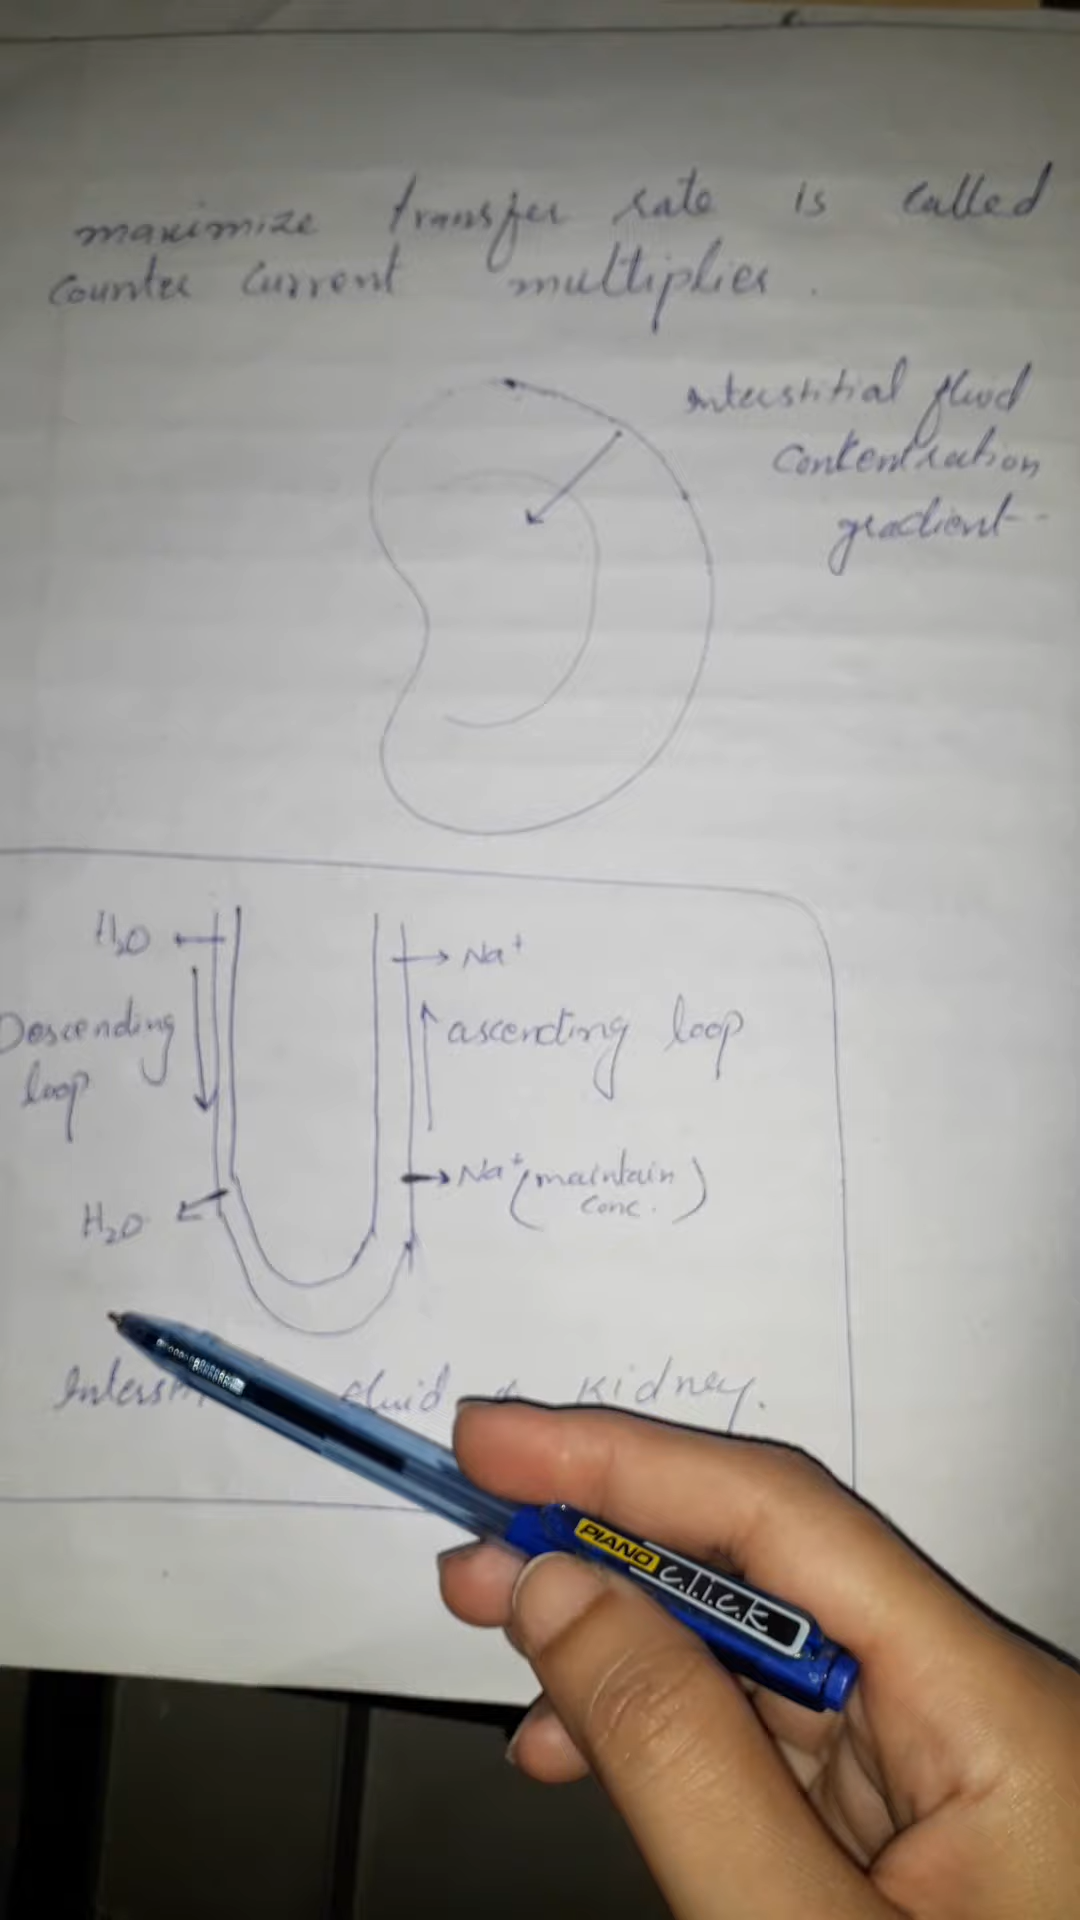 maximize transfer rate is called
counter current multiplier.
interstitial fluid
concentration
gradient
H₂O
Na⁺
Descending
loop
ascending loop
Na⁺ (maintain
conc.)
H₂O
fluid
Kidney.
PIANO
c.l.i.c.k